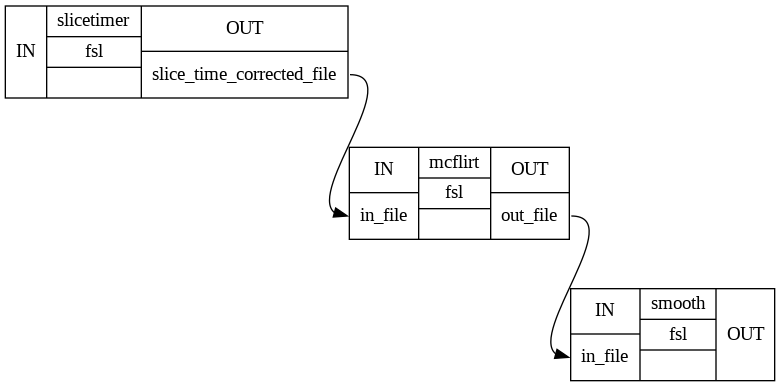 IN
slicetimer
fsl
OUT
slice_time_corrected_file
IN
in_file
mcflirt
fsl
OUT
out_file
IN
in_file
smooth
fsl
OUT